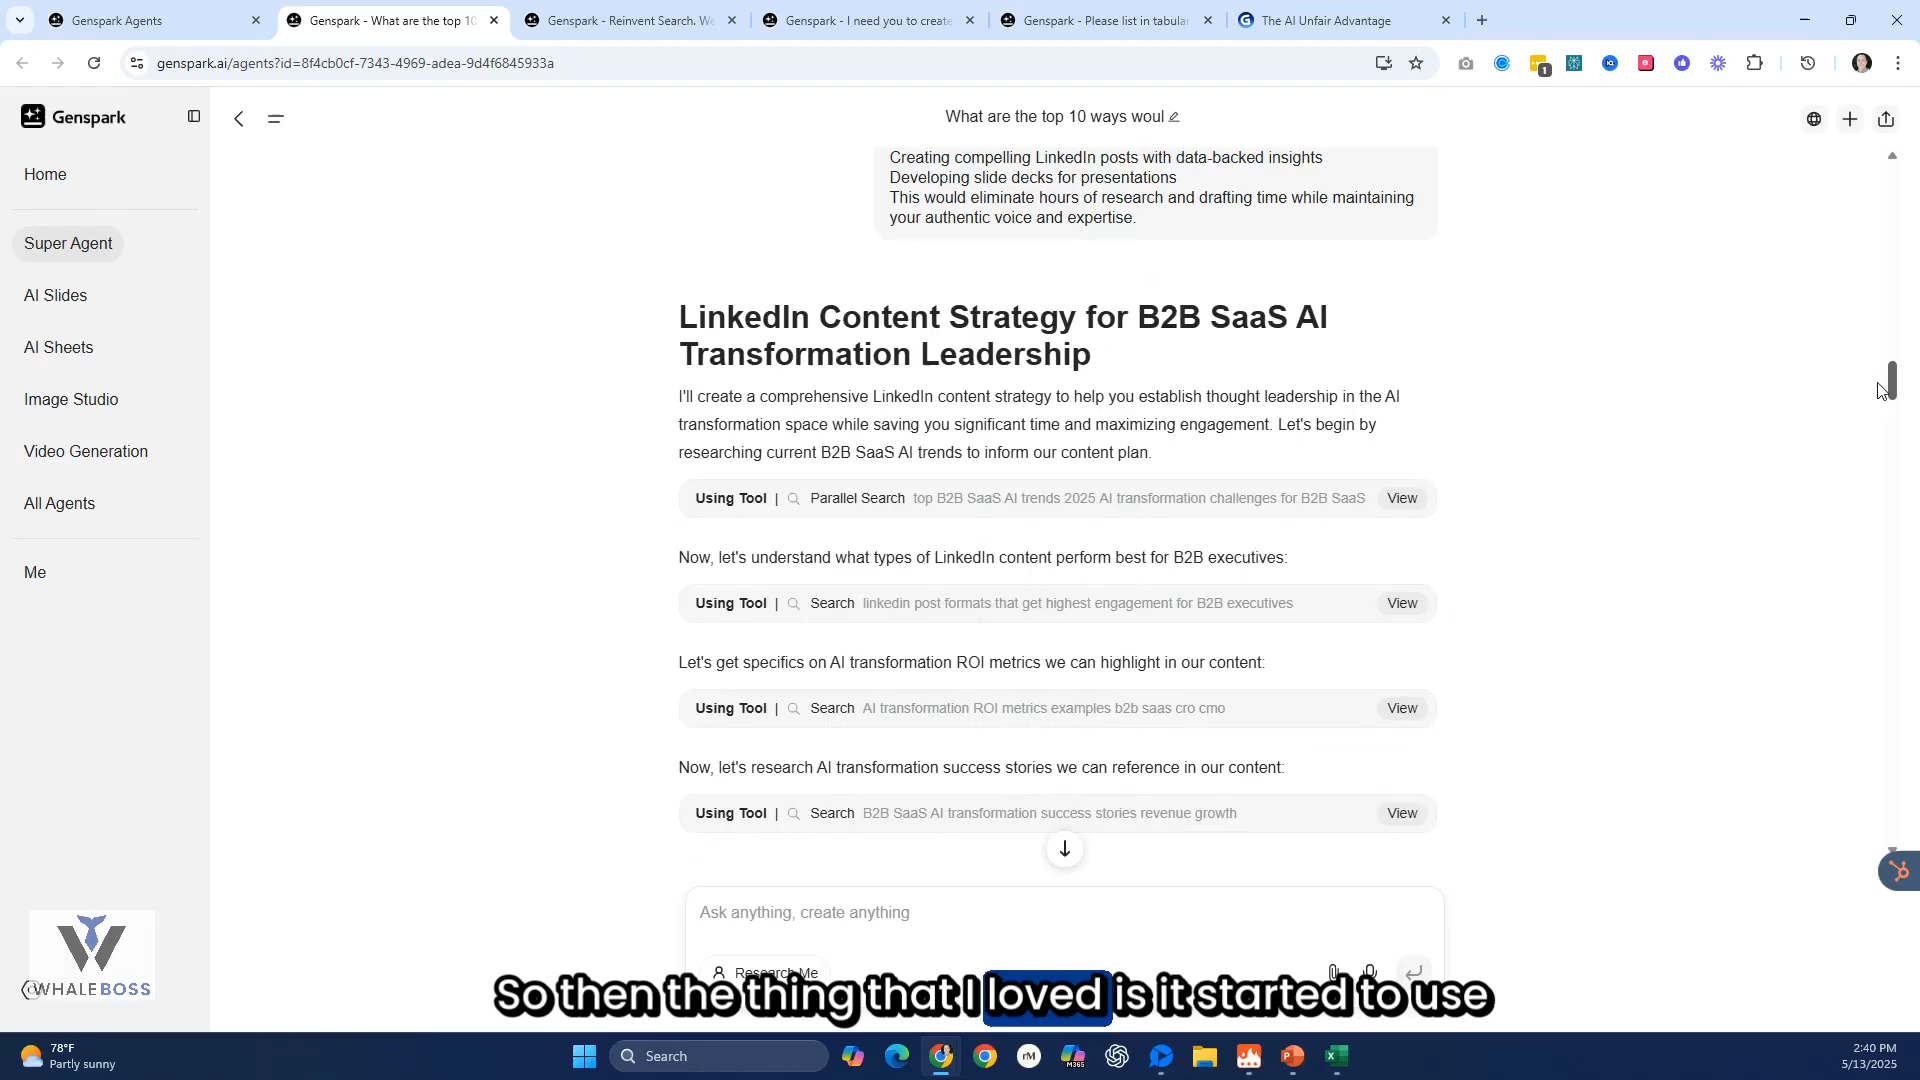 Genspark Agents
Genspark - What are the top 10
Genspark - Reinvent Search. We
Genspark - I need you to create
Genspark - Please list in tabular
The AI Unfair Advantage
genspark.ai/agents?id=8f4cb0cf-7343-4969-adea-9d4f6845933a
1
Genspark
What are the top 10 ways woul
Home
Super Agent
AI Slides
AI Sheets
Image Studio
Video Generation
All Agents
Me
Creating compelling LinkedIn posts with data-backed insights
Developing slide decks for presentations
This would eliminate hours of research and drafting time while maintaining
your authentic voice and expertise.
LinkedIn Content Strategy for B2B SaaS AI
Transformation Leadership
I'll create a comprehensive LinkedIn content strategy to help you establish thought leadership in the AI
transformation space while saving you significant time and maximizing engagement. Let's begin by
researching current B2B SaaS AI trends to inform our content plan.
Using Tool | Parallel Search top B2B SaaS AI trends 2025 AI transformation challenges for B2B SaaS View
Now, let's understand what types of LinkedIn content perform best for B2B executives:
Using Tool | Search linkedin post formats that get highest engagement for B2B executives View
Let's get specifics on AI transformation ROI metrics we can highlight in our content:
Using Tool | Search AI transformation ROI metrics examples b2b saas cro cmo View
Now, let's research AI transformation success stories we can reference in our content:
Using Tool | Search B2B SaaS AI transformation success stories revenue growth View
Ask anything, create anything
Research Me
WHALEBOSS
So then the thing that I loved is it started to use
78°F
Partly sunny
Search
rM
M365
2:40 PM
5/13/2025